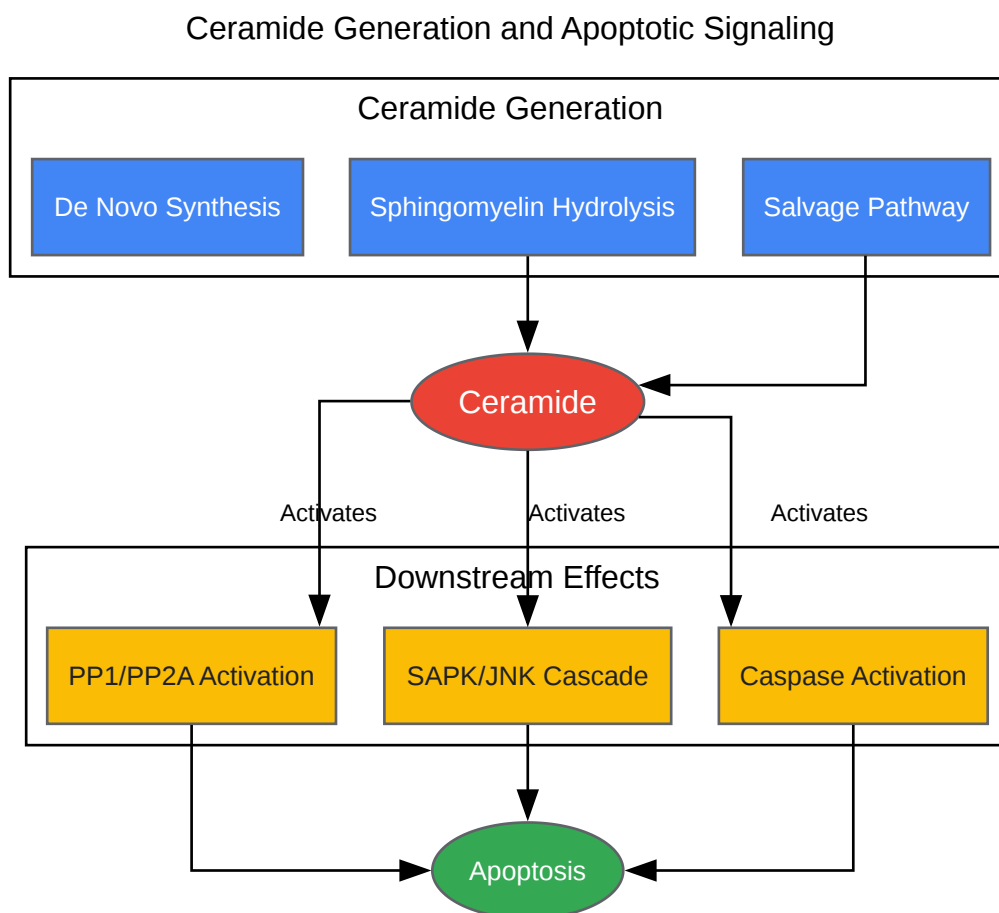 Ceramide Generation and Apoptotic Signaling
Ceramide Generation
De Novo Synthesis
Sphingomyelin Hydrolysis
Salvage Pathway
Ceramide
Activates
Activates
Activates
Downstream Effects
PP1/PP2A Activation
SAPK/JNK Cascade
Caspase Activation
Apoptosis